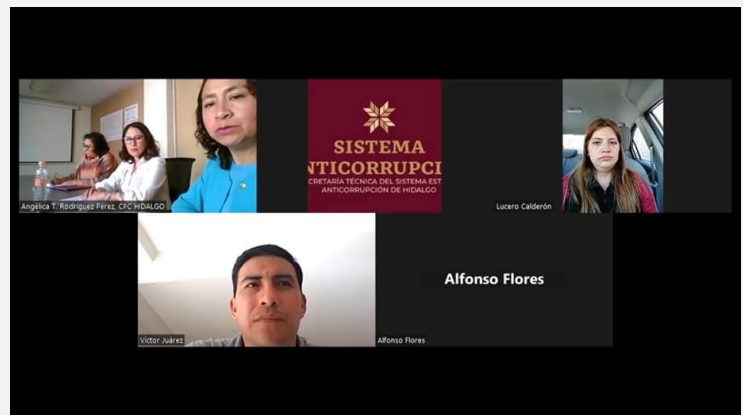 SISTEMA
NTICORRUPCI
CRETARÍA TÉCNICA DEL SISTEMA EST
ANTICORRUPCIÓN DE HIDALGO
Angélica T. Rodríguez Pérez, CPC HIDALGO
Lucero Calderón
Alfonso Flores
Victor Juárez
Alfonso Flores